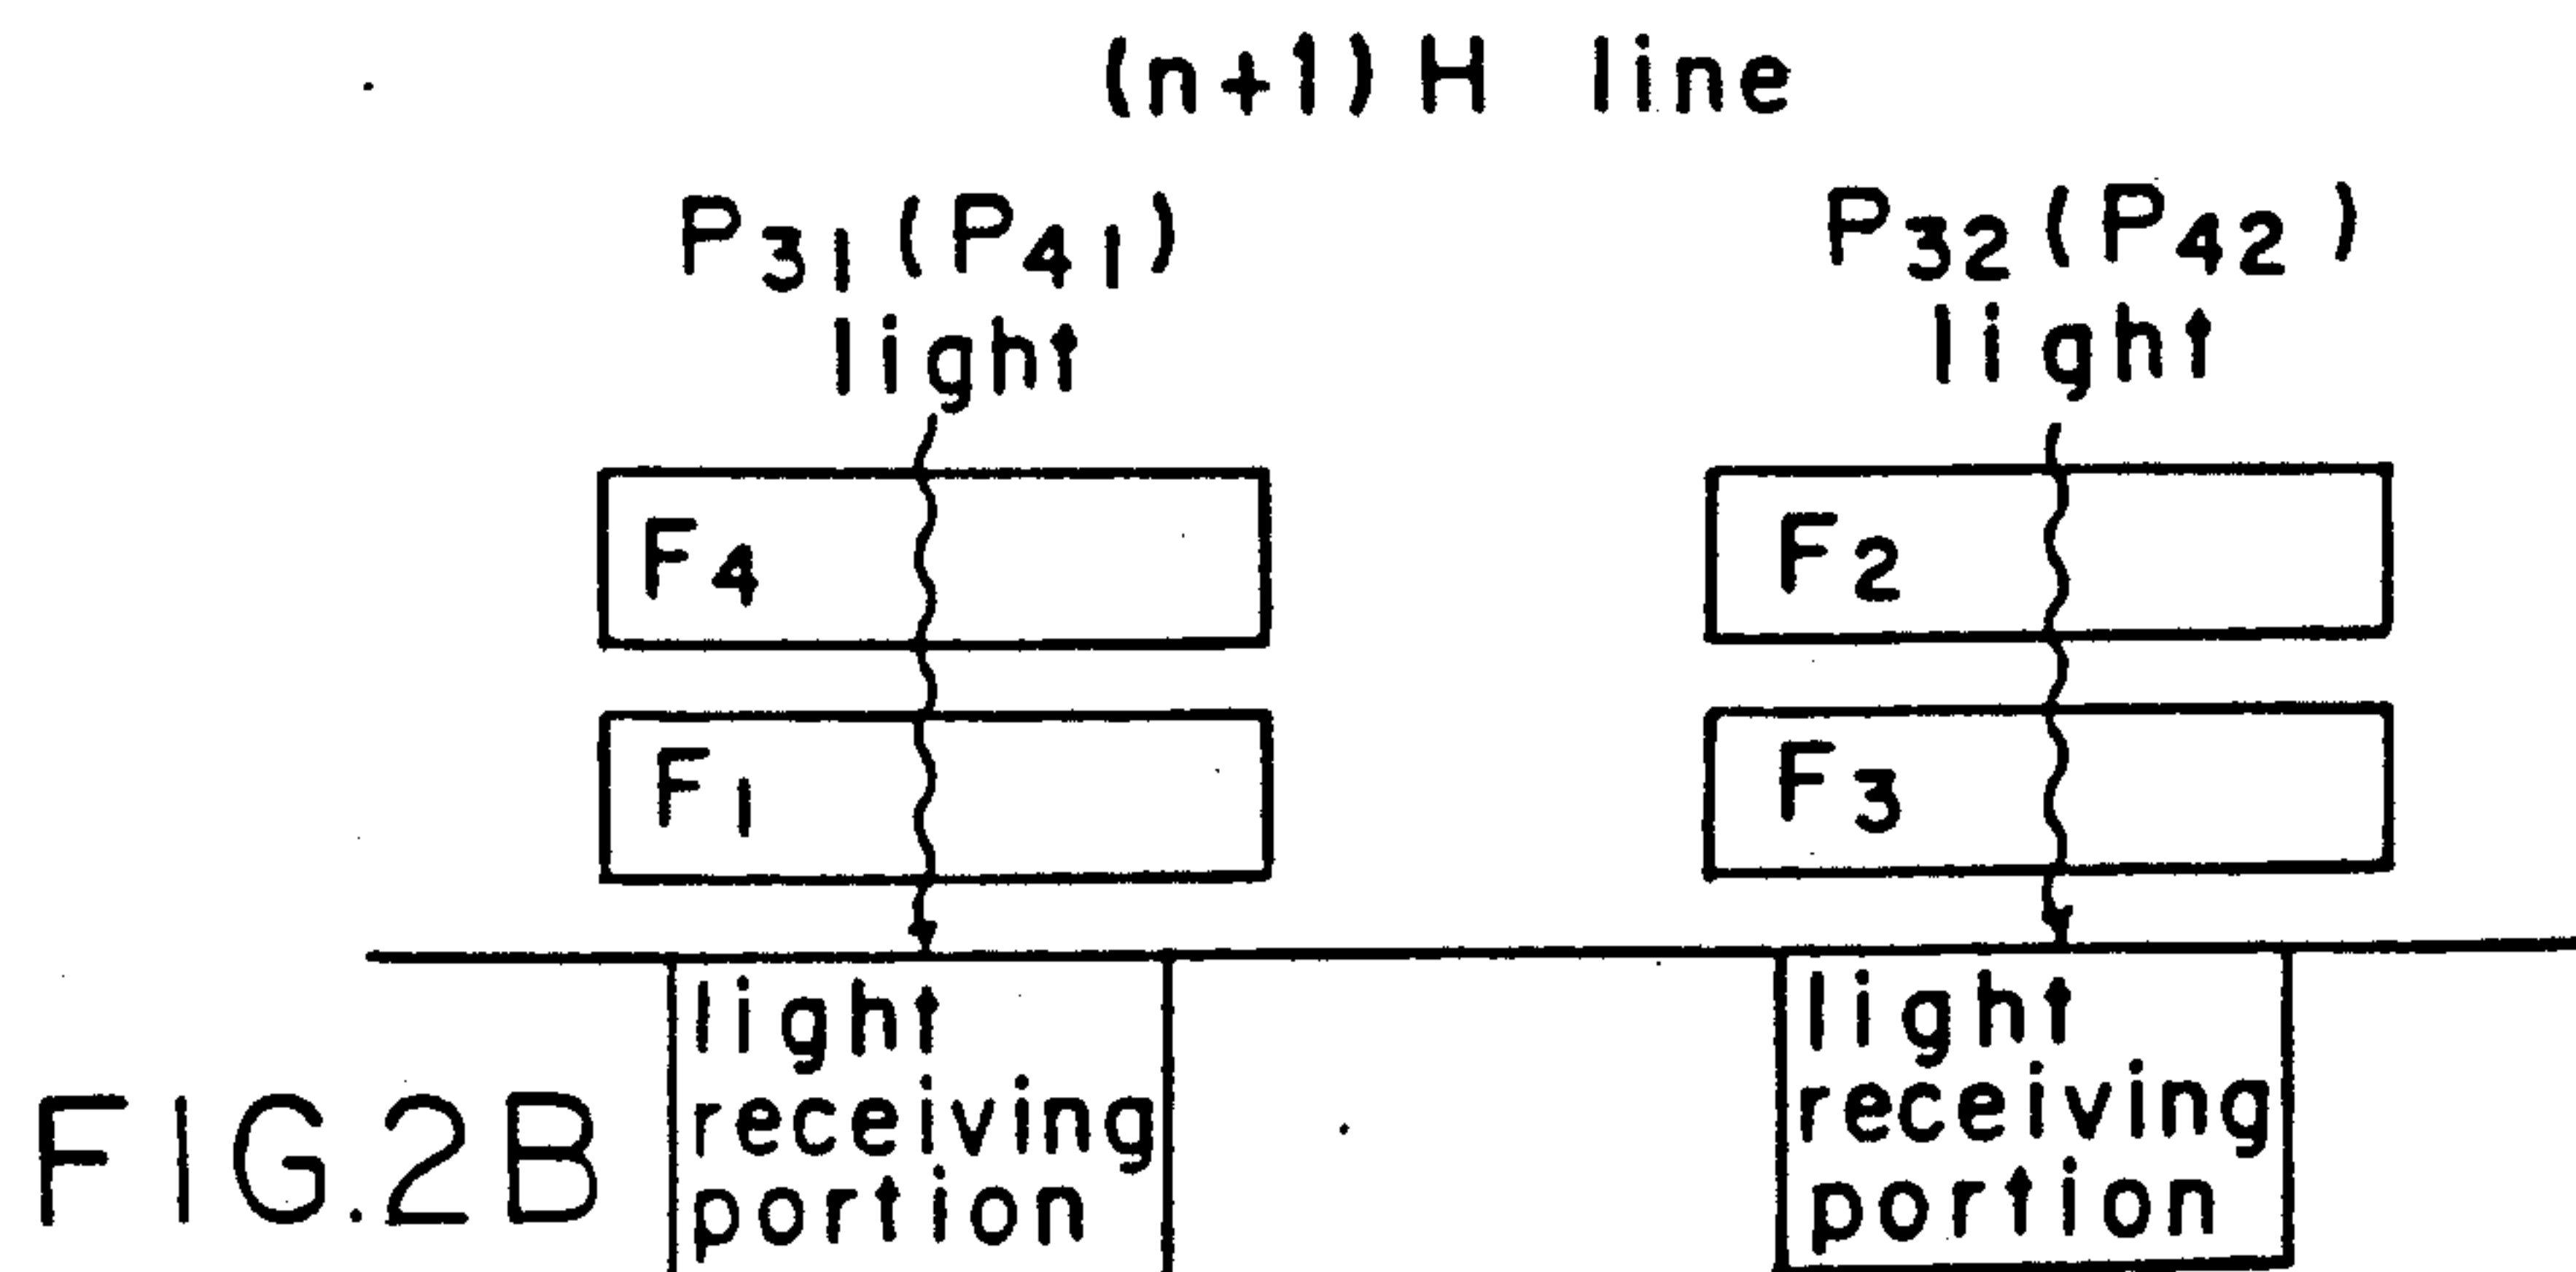 (n+1) H line
P31 (P41)
light
P32 (P42)
light
F4
F2
F1
F3
light
receiving
portion
light
receiving
portion
FIG.2B